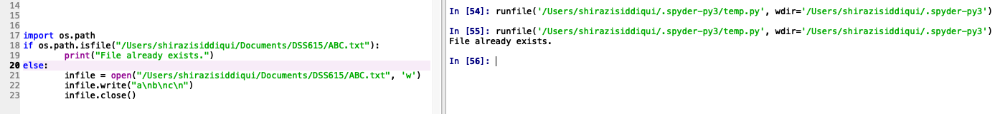 14
15
16
17 import os.path
18 if os.path.isfile("/Users/shirazisiddiqui/Documents/DSS615/ABC.txt"):
19         print("File already exists.")
20 else:
21         infile = open("/Users/shirazisiddiqui/Documents/DSS615/ABC.txt", 'w')
22         infile.write("a\nb\nc\n")
23         infile.close()
In [54]: runfile('/Users/shirazisiddiqui/.spyder-py3/temp.py', wdir='/Users/shirazisiddiqui/.spyder-py3')
In [55]: runfile('/Users/shirazisiddiqui/.spyder-py3/temp.py', wdir='/Users/shirazisiddiqui/.spyder-py3')
File already exists.
In [56]: